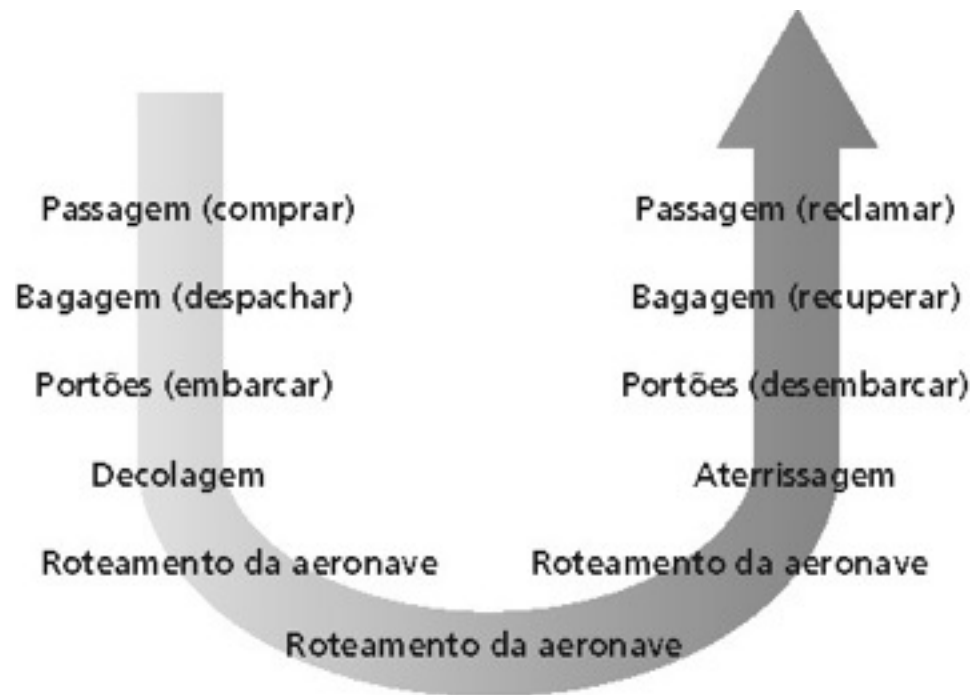 Passagem (comprar)
Bagagem (despachar)
Portões (embarcar)
Decolagem
Roteamento da aeronave
Roteamento da aeronave
Roteamento da aeronave
Aterrissagem
Portões (desembarcar)
Bagagem (recuperar)
Passagem (reclamar)